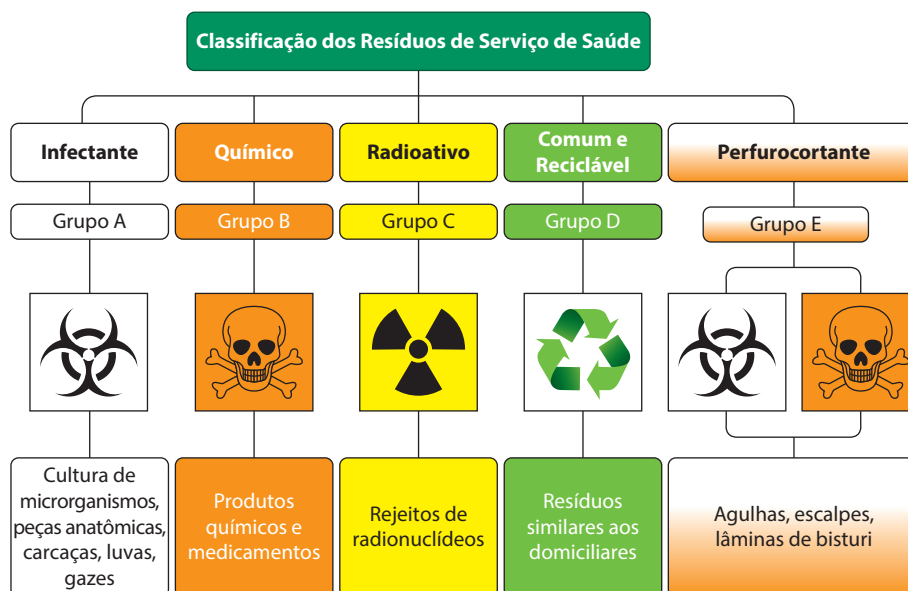 Classificação dos Resíduos de Serviço de Saúde
Infectante
Químico
Radioativo
Comum e
Reciclável
Perfurocortante
Grupo A
Grupo B
Grupo C
Grupo D
Grupo E
Cultura de
microrganismos,
peças anatômicas,
carcaças, luvas,
gazes
Produtos
químicos e
medicamentos
Rejeitos de
radionuclídeos
Resíduos
similares aos
domiciliares
Agulhas, escalpes,
lâminas de bisturi